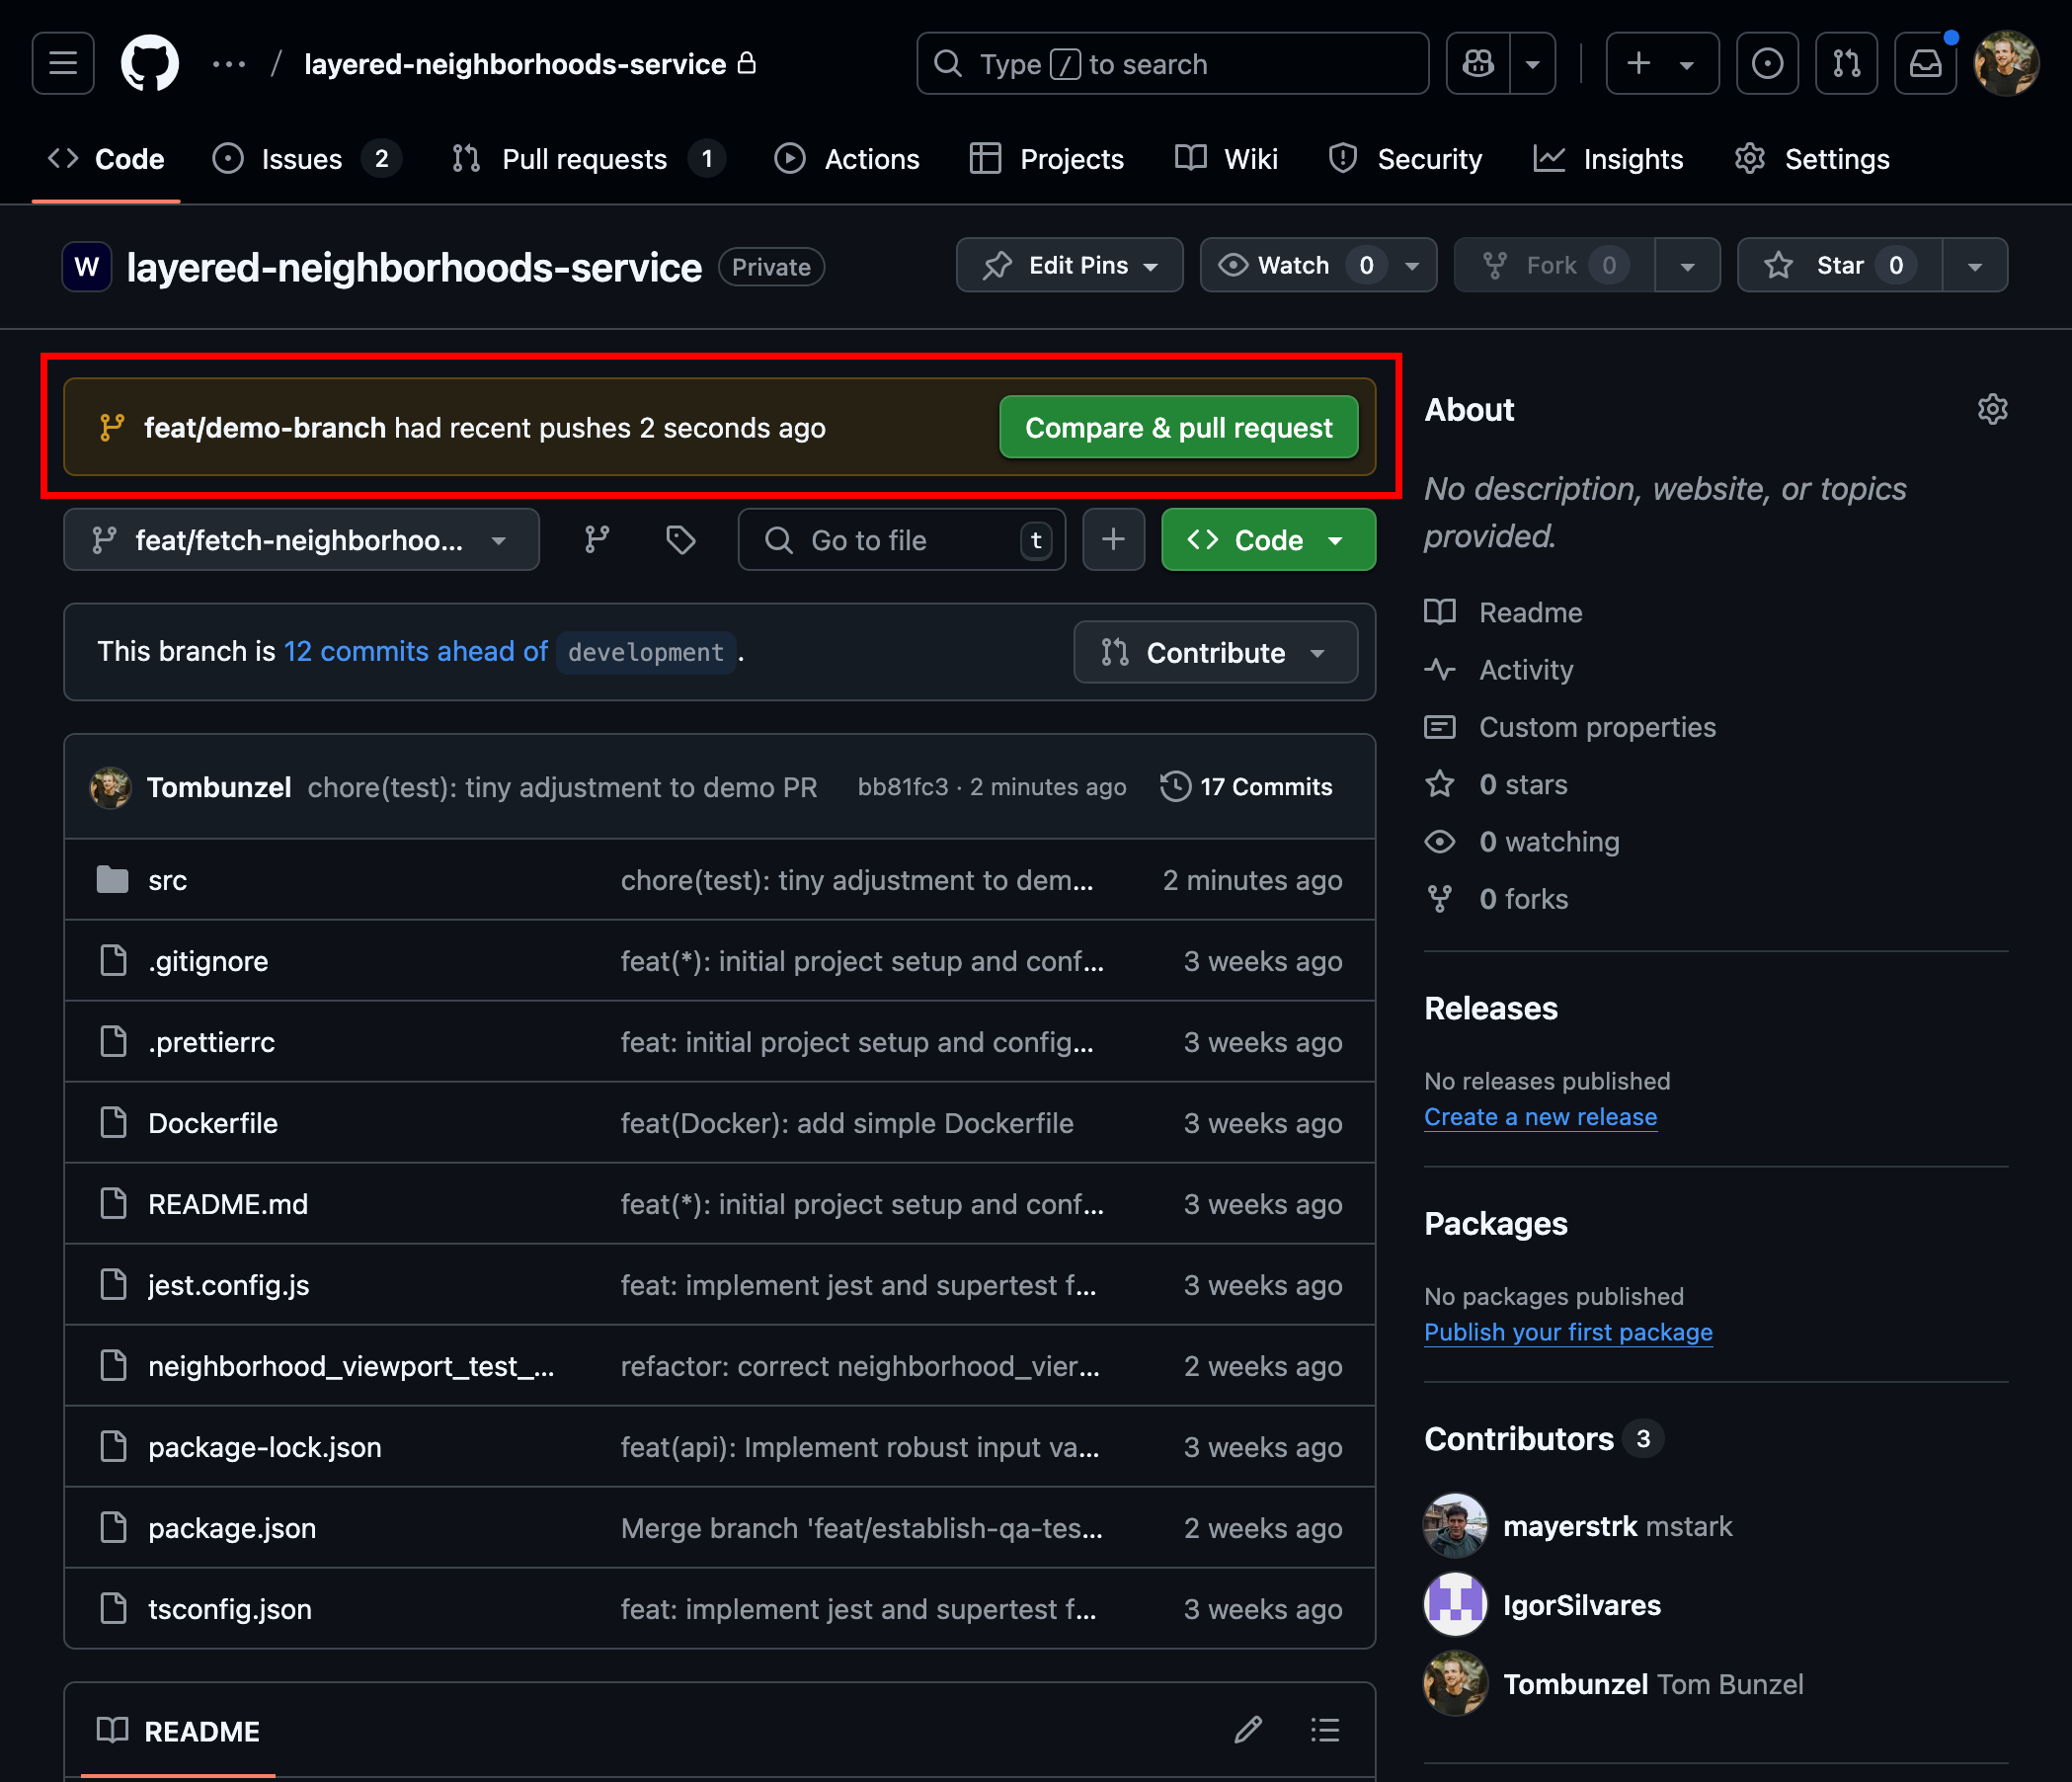 ... / layered-neighborhoods-service
Type / to search
Code
Issues 2
Pull requests 1
Actions
Projects
Wiki
Security
Insights
Settings
W layered-neighborhoods-service Private
Edit Pins
Watch 0
Fork 0
Star 0
feat/demo-branch had recent pushes 2 seconds ago
Compare & pull request
feat/fetch-neighborhoo...
Go to file t
+
Code
This branch is 12 commits ahead of development .
Contribute
Tombunzel chore(test): tiny adjustment to demo PR bb81fc3 · 2 minutes ago 17 Commits
src chore(test): tiny adjustment to dem... 2 minutes ago
.gitignore feat(*): initial project setup and conf... 3 weeks ago
.prettierrc feat: initial project setup and config... 3 weeks ago
Dockerfile feat(Docker): add simple Dockerfile 3 weeks ago
README.md feat(*): initial project setup and conf... 3 weeks ago
jest.config.js feat: implement jest and supertest f... 3 weeks ago
neighborhood_viewport_test_... refactor: correct neighborhood_vier... 2 weeks ago
package-lock.json feat(api): Implement robust input va... 3 weeks ago
package.json Merge branch 'feat/establish-qa-tes... 2 weeks ago
tsconfig.json feat: implement jest and supertest f... 3 weeks ago
README
About
No description, website, or topics
provided.
Readme
Activity
Custom properties
0 stars
0 watching
0 forks
Releases
No releases published
Create a new release
Packages
No packages published
Publish your first package
Contributors 3
mayerstrk mstark
IgorSilvares
Tombunzel Tom Bunzel